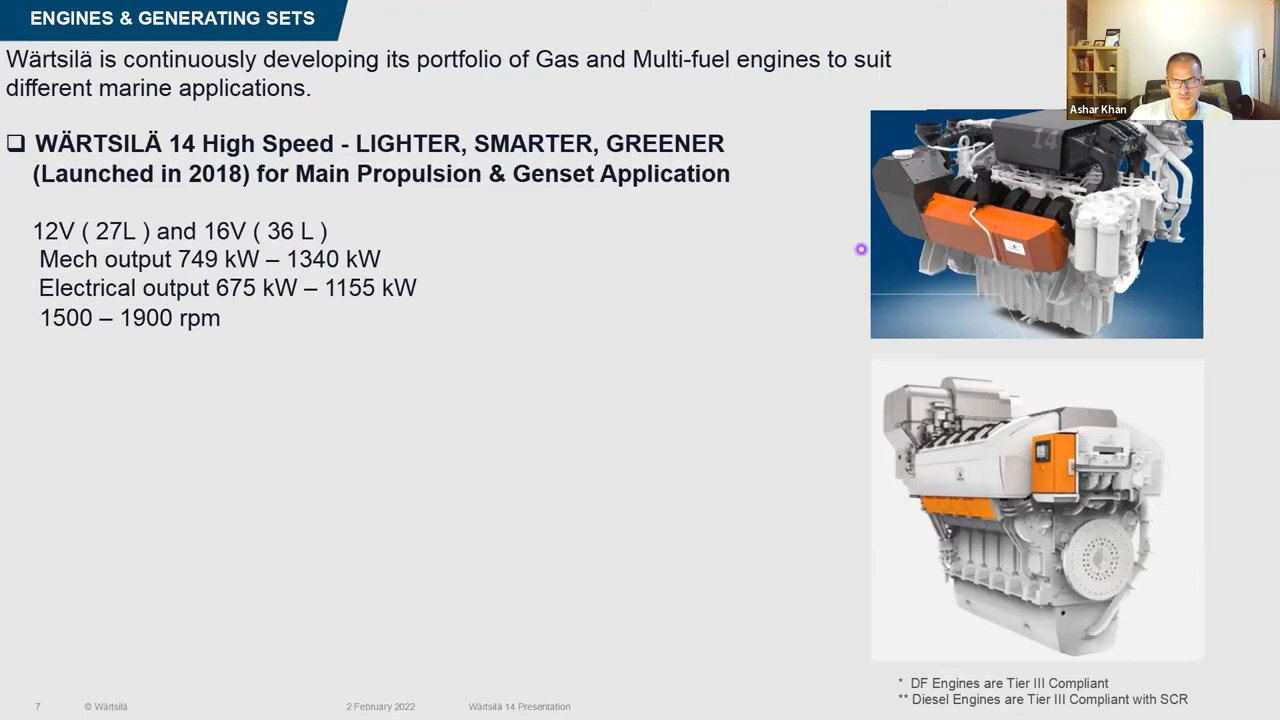 ENGINES & GENERATING SETS
Wärtsilä is continuously developing its portfolio of Gas and Multi-fuel engines to suit
different marine applications.
Ashar Khan
14
❑ WÄRTSILÄ 14 High Speed - LIGHTER, SMARTER, GREENER
(Launched in 2018) for Main Propulsion & Genset Application
12V ( 27L ) and 16V ( 36 L )
Mech output 749 kW – 1340 kW
Electrical output 675 kW – 1155 kW
1500 – 1900 rpm
* DF Engines are Tier III Compliant
** Diesel Engines are Tier III Compliant with SCR
7 © Wärtsilä 2 February 2022 Wärtsilä 14 Presentation